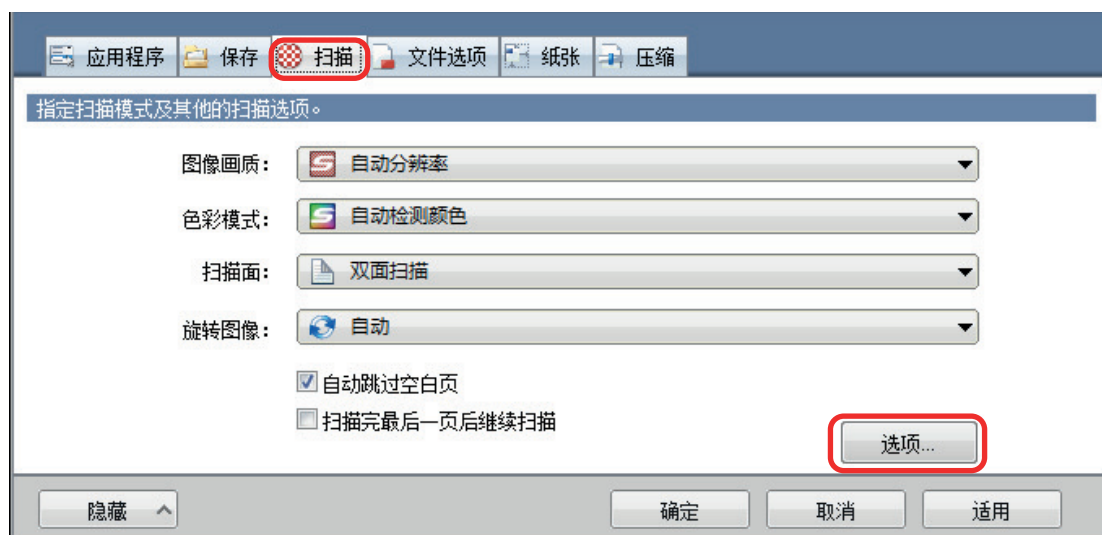 应用程序 保存 扫描 文件选项 纸张 压缩
指定扫描模式及其他的扫描选项。
图像画质: 自动分辨率
色彩模式: 自动检测颜色
扫描面: 双面扫描
旋转图像: 自动
自动跳过空白页
扫描完最后一页后继续扫描
选项...
隐藏 确定 取消 适用